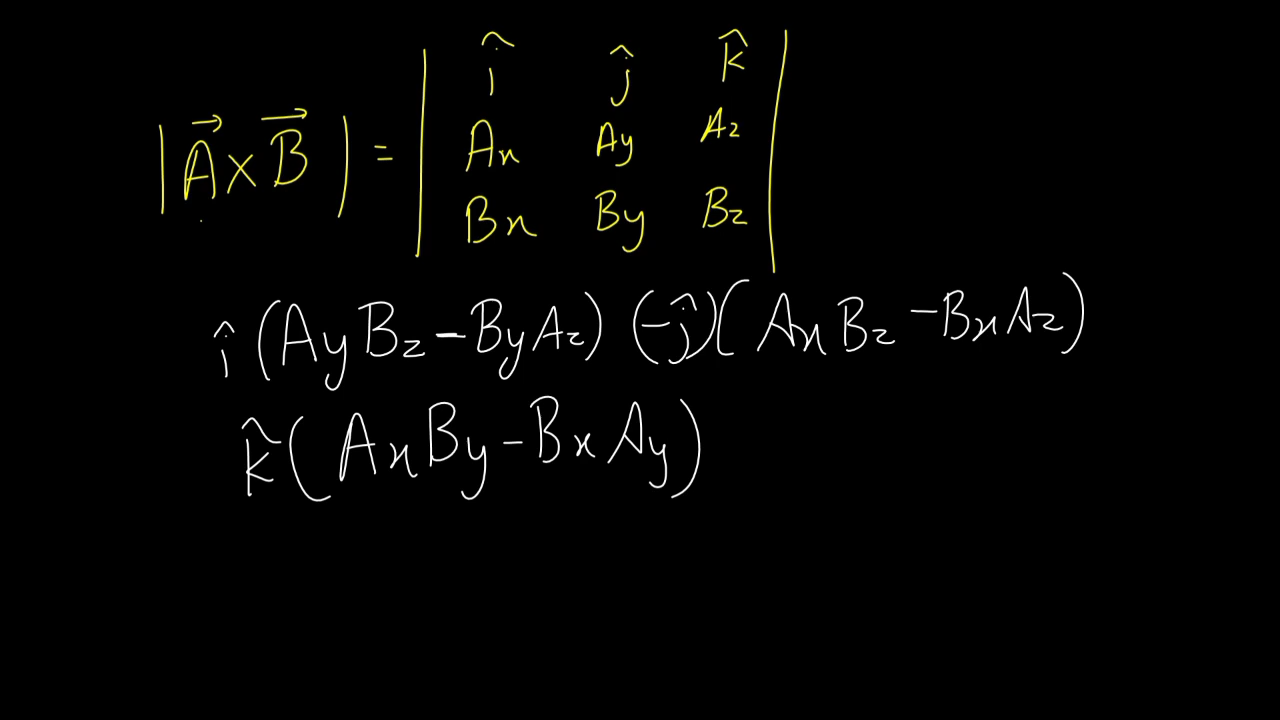 |A⃗ × B⃗| = | î ĵ k̂
Ax Ay Az
Bx By Bz |
î (AyBz - ByAz) (-ĵ)(AxBz - BxAz)
k̂ (AxBy - BxAy)